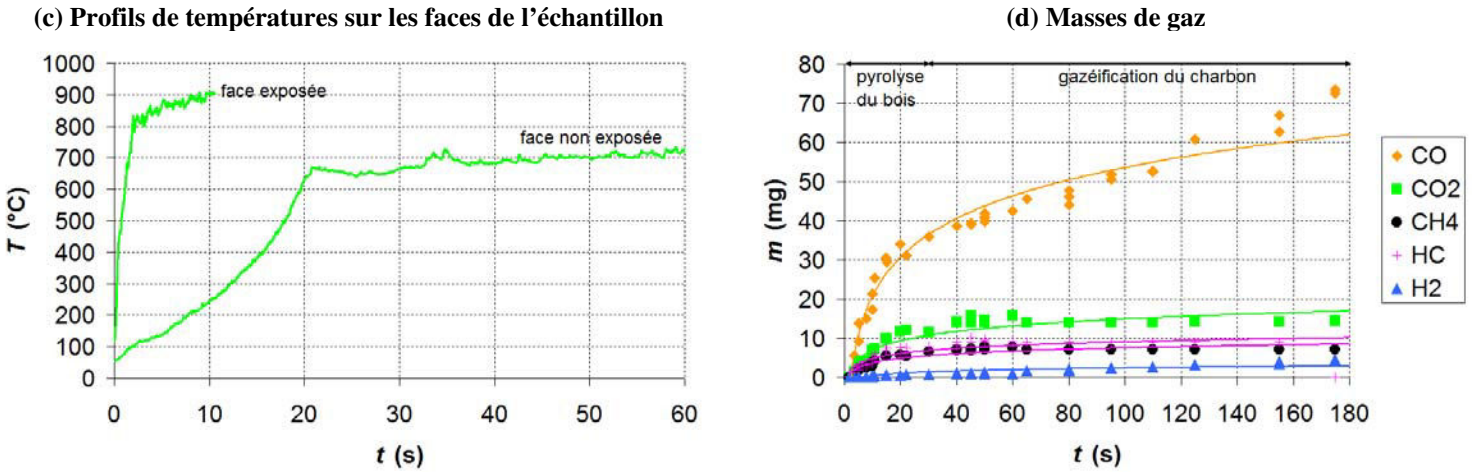 (c) Profils de températures sur les faces de l'échantillon
1000
900
800
700
600
500
400
300
200
100
0
T (°C)
face exposée
face non exposée
0 10 20 30 40 50 60
t (s)
(d) Masses de gaz
80
70
60
50
40
30
20
10
0
m (mg)
pyrolyse
du bois
gazéification du charbon
0 20 40 60 80 100 120 140 160 180
t (s)
CO
CO2
CH4
HC
H2